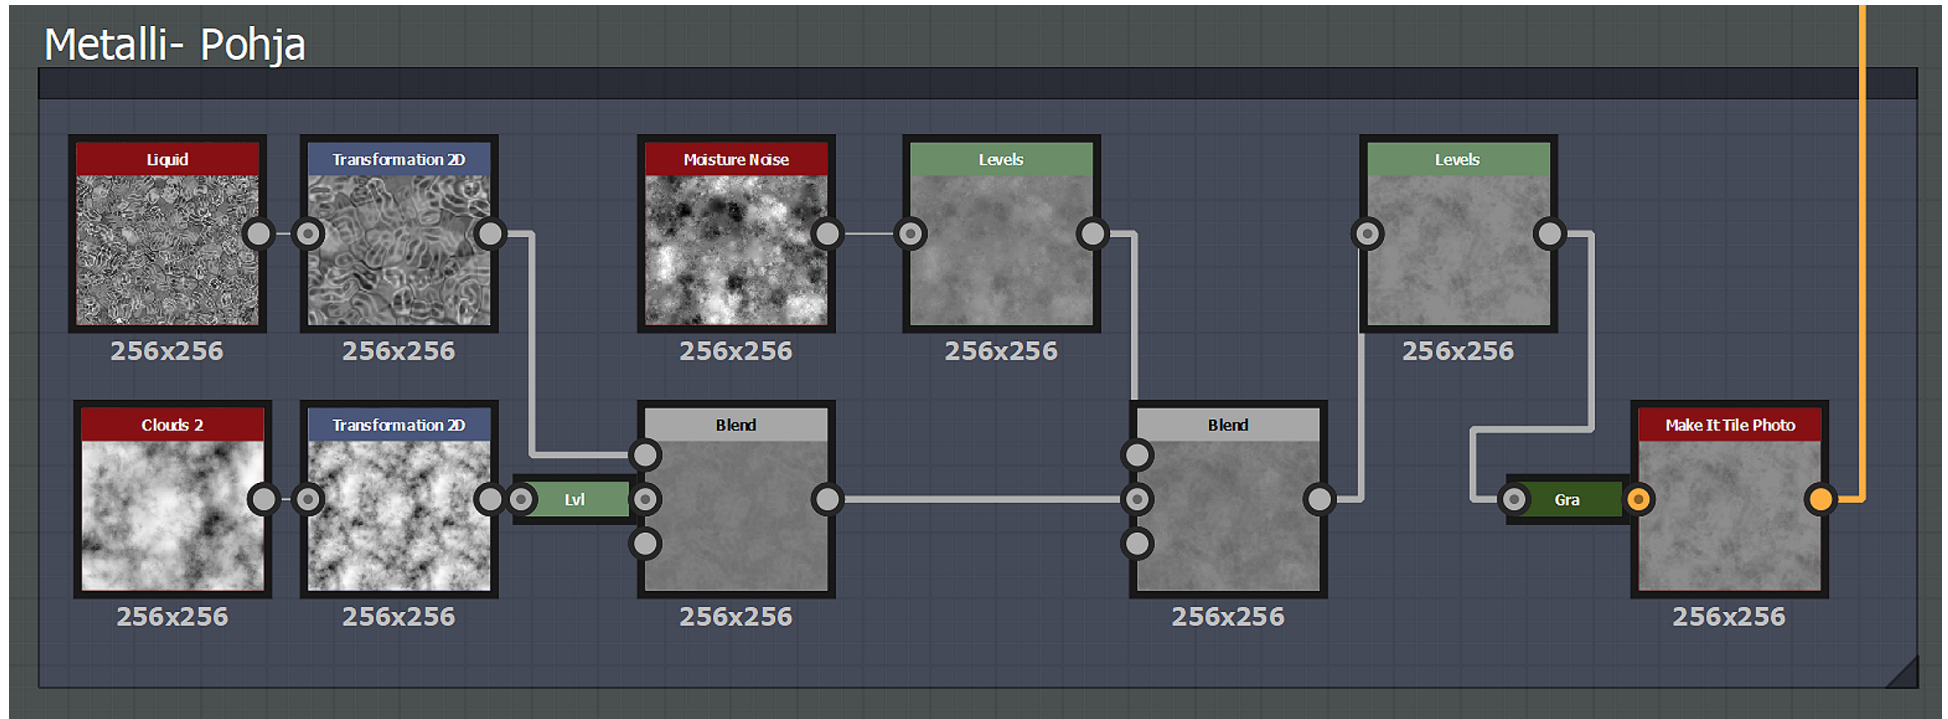 Metalli- Pohja
Liquid
Transformation 2D
Moisture Noise
Levels
Levels
256x256
256x256
256x256
256x256
256x256
Clouds 2
Transformation 2D
Blend
Blend
Make It Tile Photo
Lvl
Gra
256x256
256x256
256x256
256x256
256x256